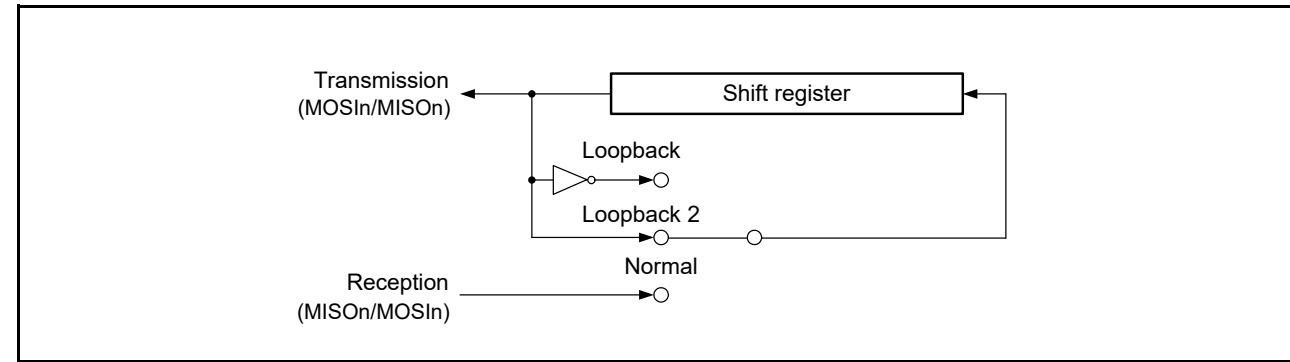 Transmission
(MOSIn/MISOn)
Shift register
Loopback
Loopback 2
Normal
Reception
(MISOn/MOSIn)